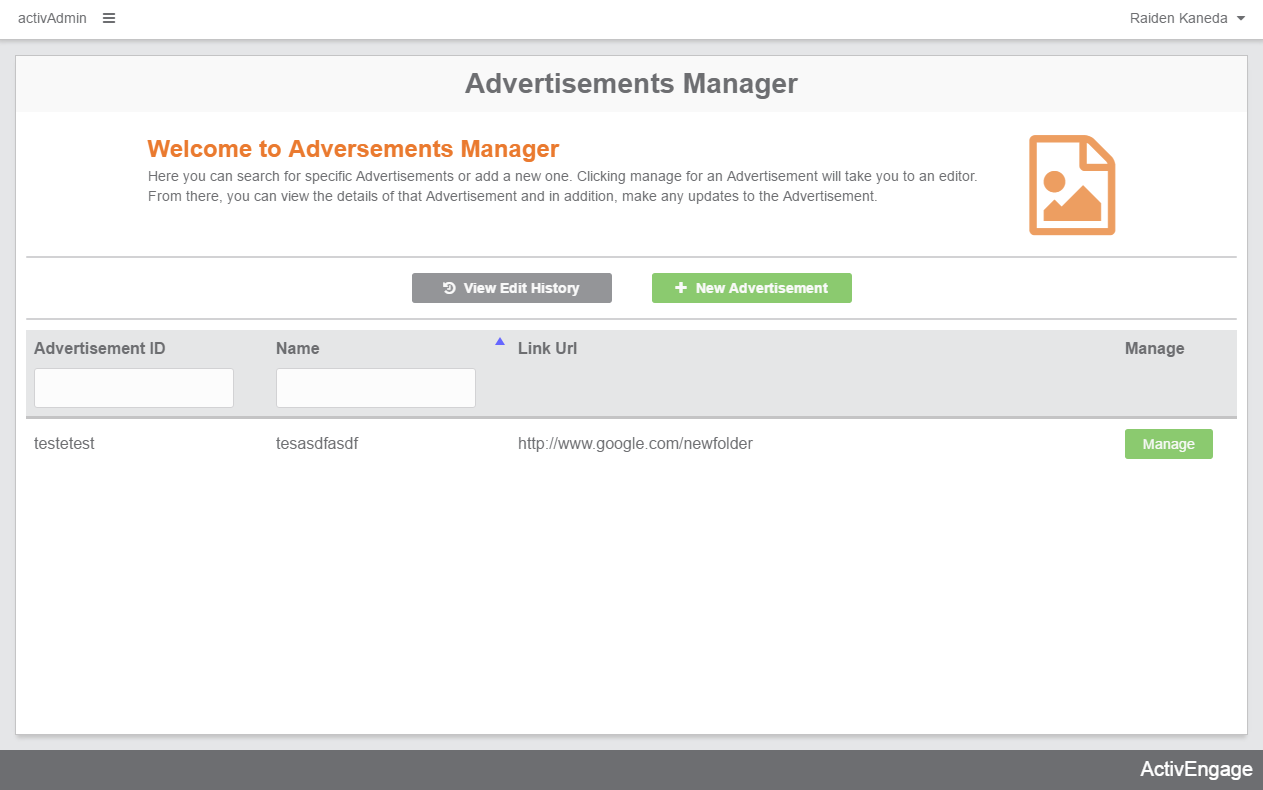 activAdmin
Raiden Kaneda
Advertisements Manager
Welcome to Adversements Manager
Here you can search for specific Advertisements or add a new one. Clicking manage for an Advertisement will take you to an editor.
From there, you can view the details of that Advertisement and in addition, make any updates to the Advertisement.
View Edit History
New Advertisement
Advertisement ID Name Link Url Manage
testetest tesasdfasdf http://www.google.com/newfolder Manage
ActivEngage